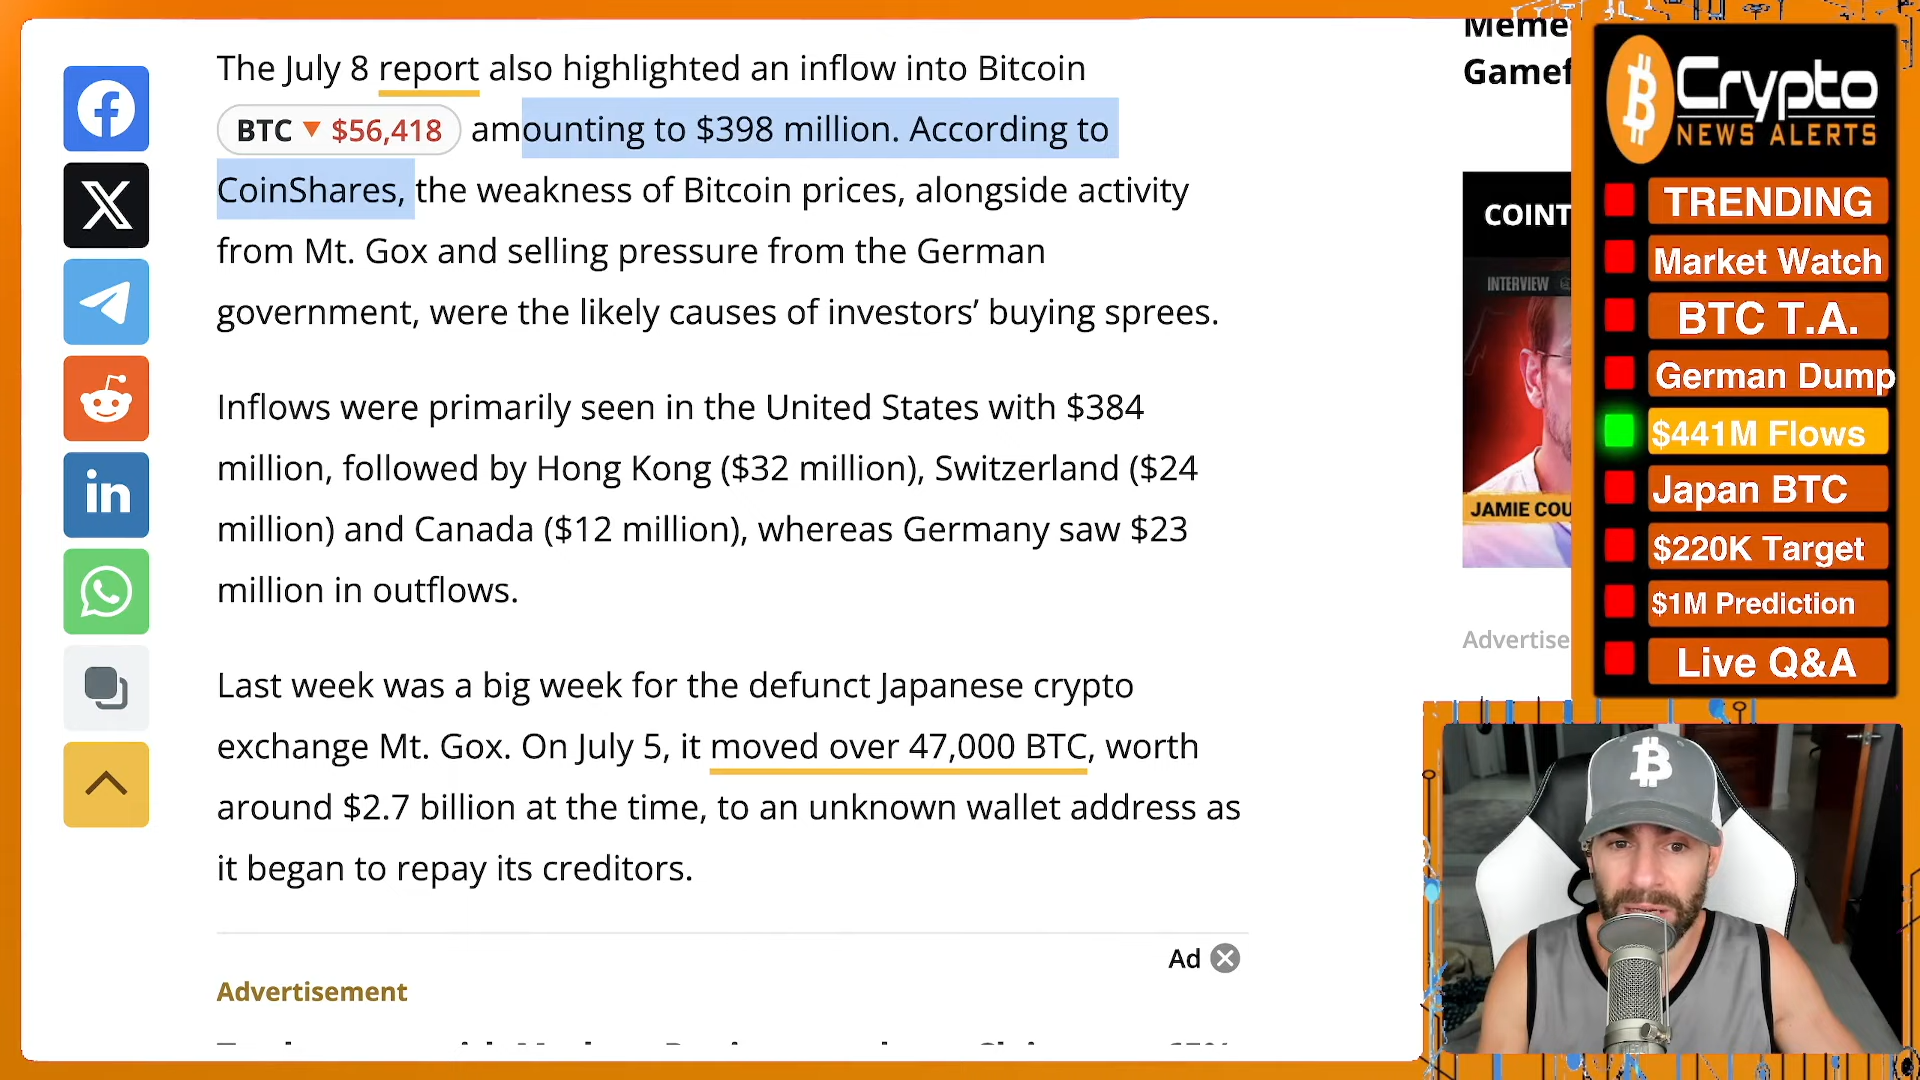 The July 8 report also highlighted an inflow into Bitcoin
BTC ▼ $56,418 amounting to $398 million. According to
CoinShares, the weakness of Bitcoin prices, alongside activity
from Mt. Gox and selling pressure from the German
government, were the likely causes of investors’ buying sprees.
Inflows were primarily seen in the United States with $384
million, followed by Hong Kong ($32 million), Switzerland ($24
million) and Canada ($12 million), whereas Germany saw $23
million in outflows.
Last week was a big week for the defunct Japanese crypto
exchange Mt. Gox. On July 5, it moved over 47,000 BTC, worth
around $2.7 billion at the time, to an unknown wallet address as
it began to repay its creditors.
Ad
Advertisement
Meme
Gamef
COINT
INTERVIEW
JAMIE COU
Advertise
Crypto
NEWS ALERTS
TRENDING
Market Watch
BTC T.A.
German Dump
$441M Flows
Japan BTC
$220K Target
$1M Prediction
Live Q&A